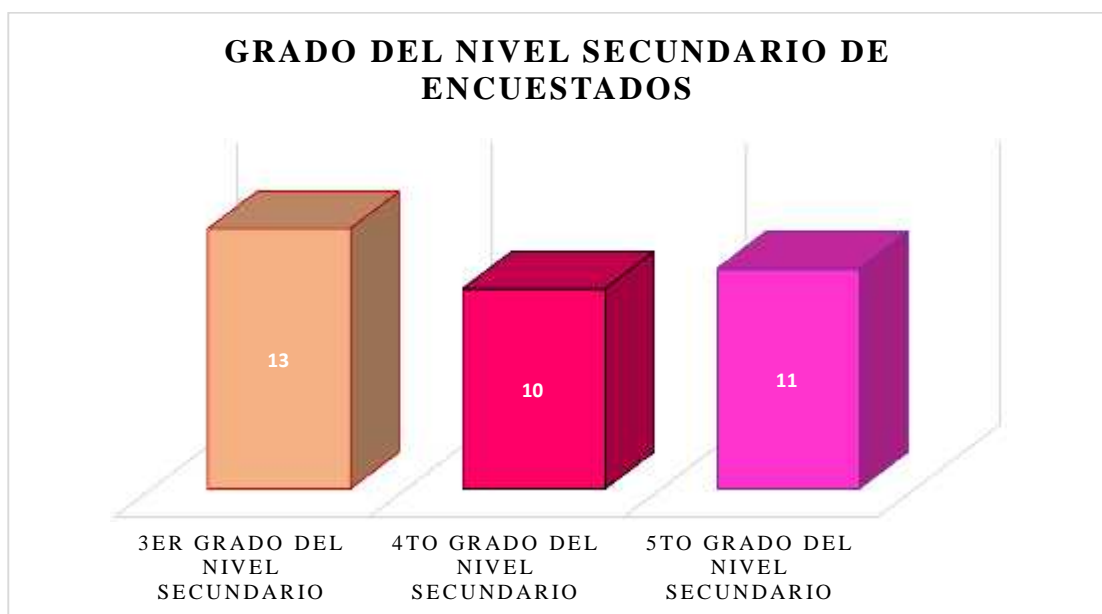 GRADO DEL NIVEL SECUNDARIO DE
ENCUESTADOS
13
10
11
3ER GRADO DEL
NIVEL
SECUNDARIO
4TO GRADO DEL
NIVEL
SECUNDARIO
5TO GRADO DEL
NIVEL
SECUNDARIO